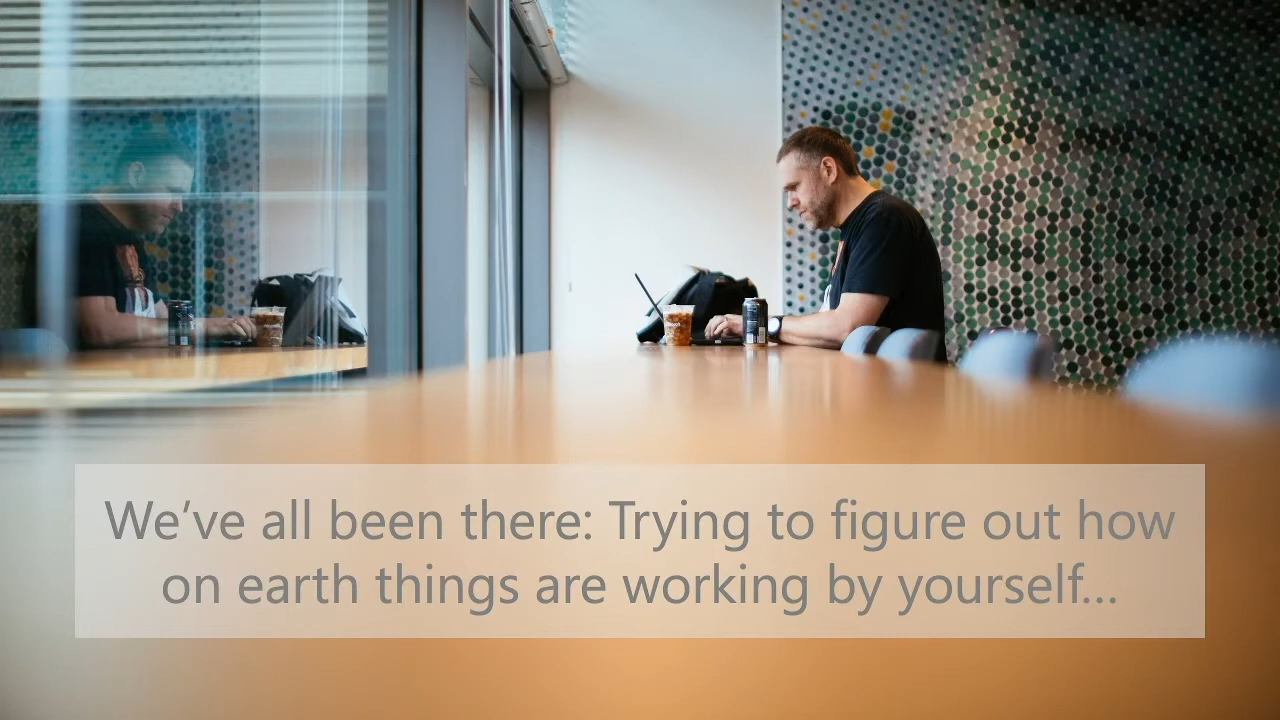 We've all been there: Trying to figure out how
on earth things are working by yourself...